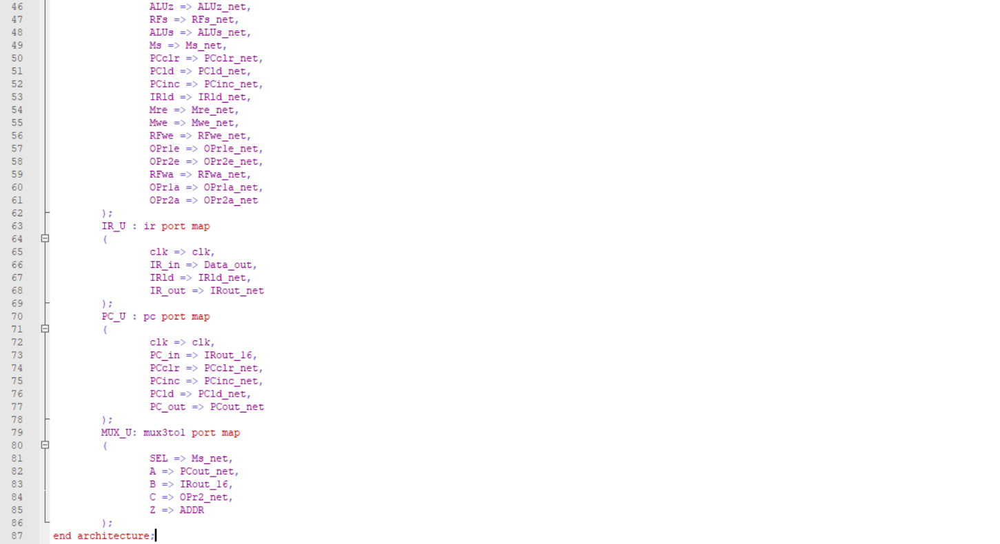 46 ALUz => ALUz_net,
47 RFs => RFs_net,
48 ALUs => ALUs_net,
49 Ms => Ms_net,
50 PCclr => PCclr_net,
51 PCld => PCld_net,
52 PCinc => PCinc_net,
53 IRld => IRld_net,
54 Mre => Mre_net,
55 Mwe => Mwe_net,
56 RFwe => RFwe_net,
57 OPr1e => OPr1e_net,
58 OPr2e => OPr2e_net,
59 RFwa => RFwa_net,
60 OPr1a => OPr1a_net,
61 OPr2a => OPr2a_net
62 );
63 IR_U : ir port map
64 (
65 clk => clk,
66 IR_in => Data_out,
67 IRld => IRld_net,
68 IR_out => IRout_net
69 );
70 PC_U : pc port map
71 (
72 clk => clk,
73 PC_in => IRout_16,
74 PCclr => PCclr_net,
75 PCinc => PCinc_net,
76 PCld => PCld_net,
77 PC_out => PCout_net
78 );
79 MUX_U: mux3to1 port map
80 (
81 SEL => Ms_net,
82 A => PCout_net,
83 B => IRout_16,
84 C => OPr2_net,
85 Z => ADDR
86 );
87 end architecture;